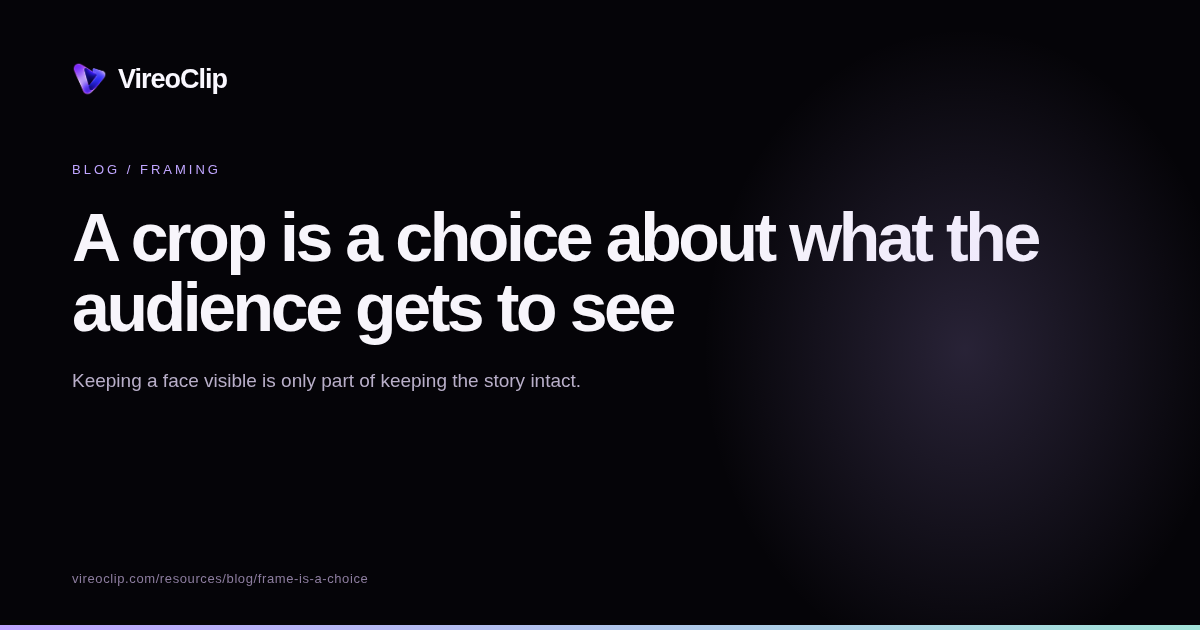 VireoClip
BLOG / FRAMING
A crop is a choice about what the
audience gets to see
Keeping a face visible is only part of keeping the story intact.
vireoclip.com/resources/blog/frame-is-a-choice